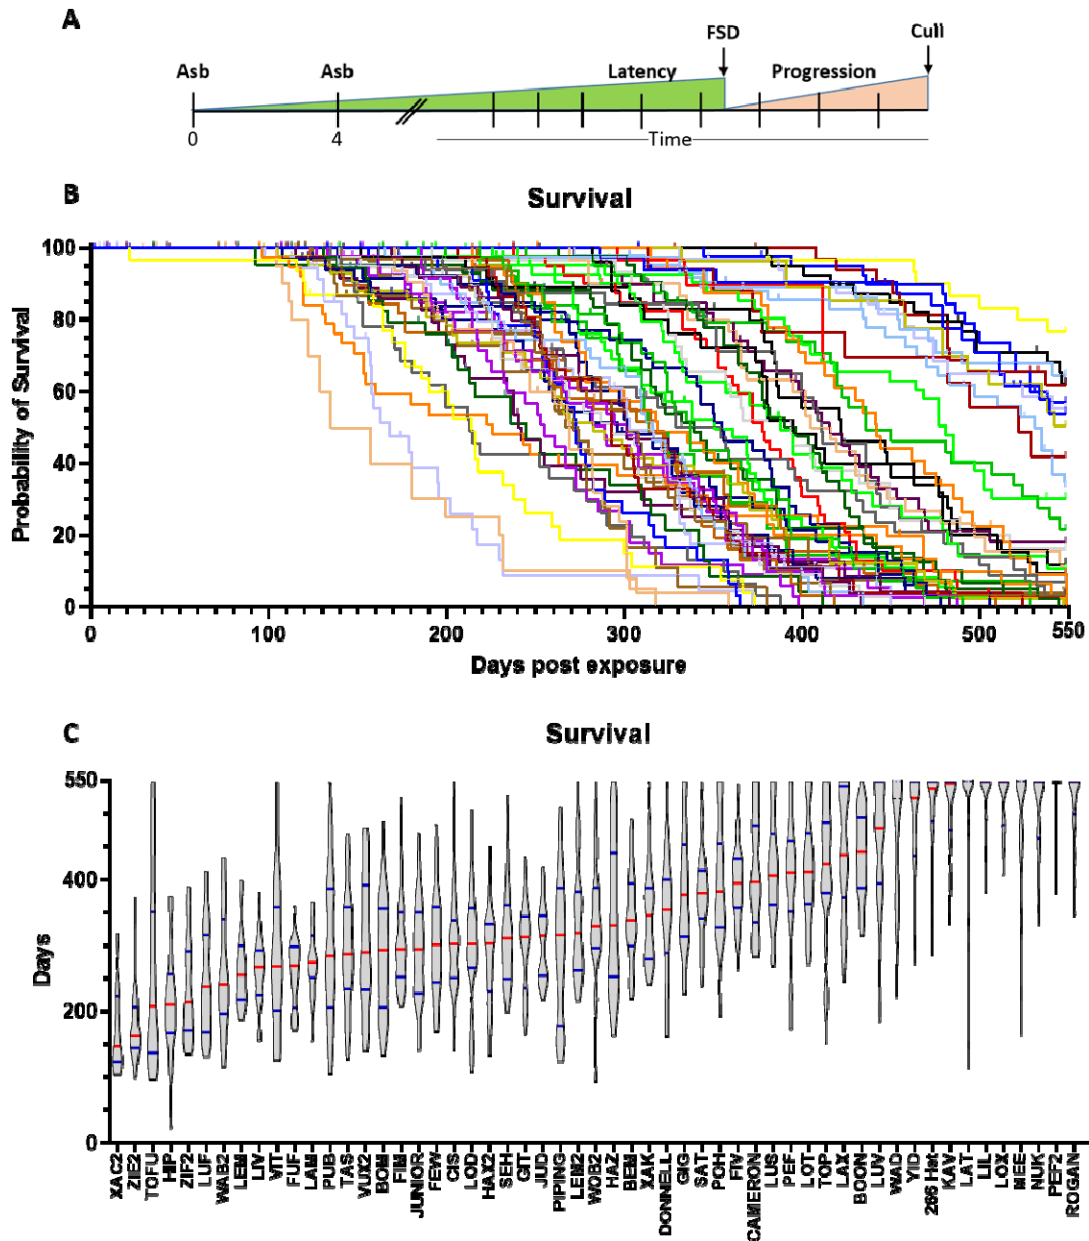 A
FSD
Cull
Asb
Asb
Latency
Progression
0
4
Time
B
Survival
Probability of Survival
100
80
60
40
20
0
0
100
200
300
400
500
550
Days post exposure
C
Survival
Days
550
400
200
0
XAC2
ZIE2
TOFU
HIP
ZIF2
LUF
WAB2
LEM
LIV
VIT
FUF
LAM
PUB
TAS
VUX2
BOM
FIM
JUNIOR
FEW
CIS
LOD
HAX2
SEH
GIT
JUD
PIPING
LEM2
WOB2
HAZ
BEM
XAK
DONNELL
GIG
SAT
POH
FIV
CAMERON
LUS
PEF
LOT
TOP
LAX
BOON
LUV
WAD
YID
266 Hat
KAV
LAT
LIL
LOX
MEE
NUK
PEF2
ROGAN